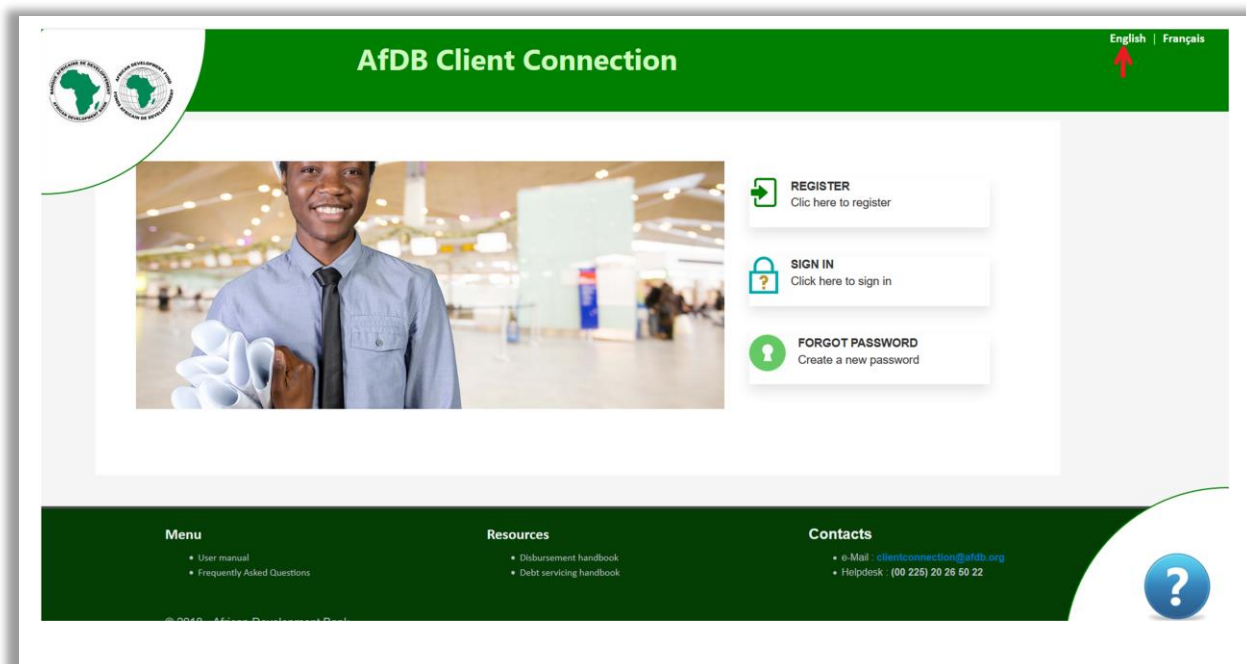 English | Français
AfDB Client Connection
REGISTER
Clic here to register
SIGN IN
Click here to sign in
FORGOT PASSWORD
Create a new password
Menu
• User manual
• Frequently Asked Questions
Resources
• Disbursement handbook
• Debt servicing handbook
Contacts
• e-Mail : clientconnection@afdb.org
• Helpdesk : (00 225) 20 26 50 22
?